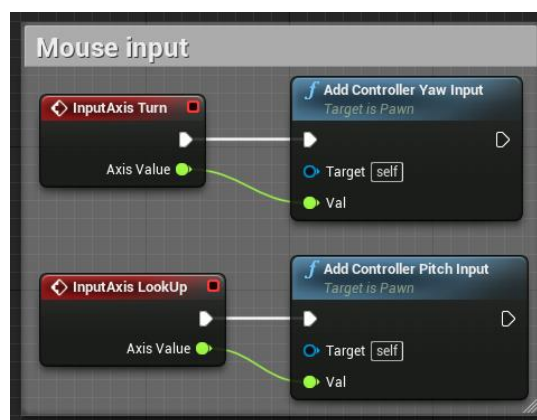 Mouse input
InputAxis Turn
Axis Value
Add Controller Yaw Input
Target is Pawn
Target self
Val
InputAxis LookUp
Axis Value
Add Controller Pitch Input
Target is Pawn
Target self
Val